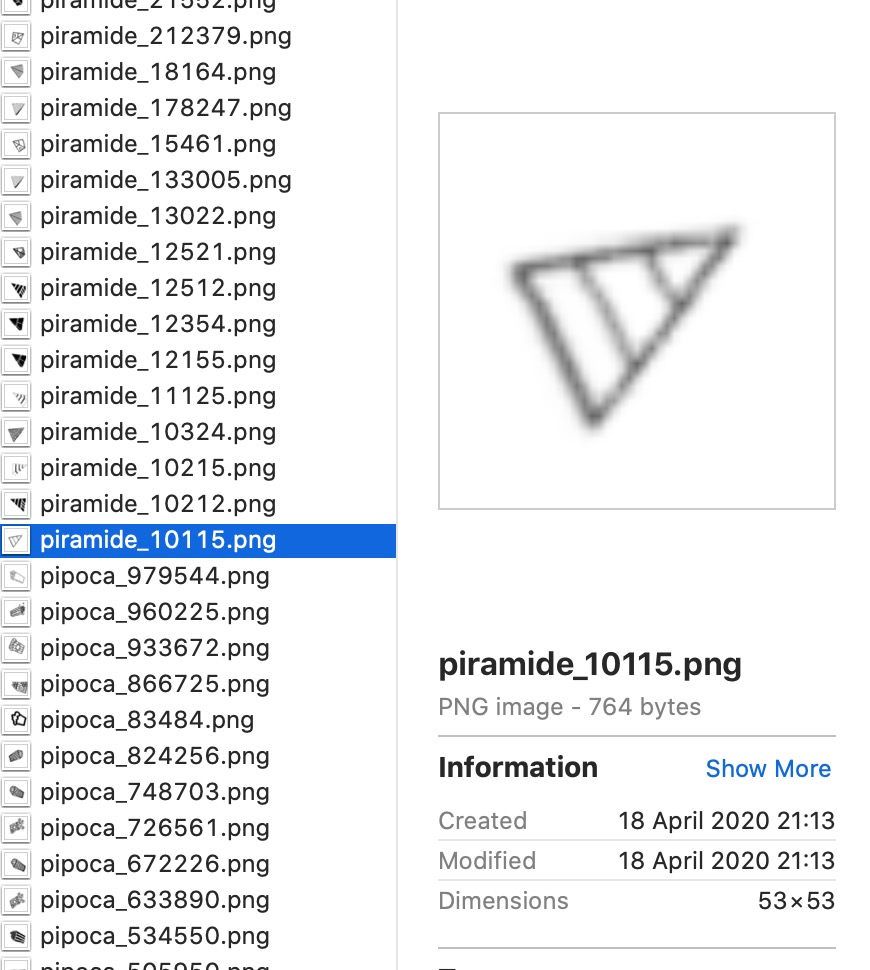 piramide_21552.png
piramide_212379.png
piramide_18164.png
piramide_178247.png
piramide_15461.png
piramide_133005.png
piramide_13022.png
piramide_12521.png
piramide_12512.png
piramide_12354.png
piramide_12155.png
piramide_11125.png
piramide_10324.png
piramide_10215.png
piramide_10212.png
piramide_10115.png
pipoca_979544.png
pipoca_960225.png
pipoca_933672.png
pipoca_866725.png
pipoca_83484.png
pipoca_824256.png
pipoca_748703.png
pipoca_726561.png
pipoca_672226.png
pipoca_633890.png
pipoca_534550.png
piramide_10115.png
PNG image - 764 bytes
Information Show More
Created 18 April 2020 21:13
Modified 18 April 2020 21:13
Dimensions 53×53